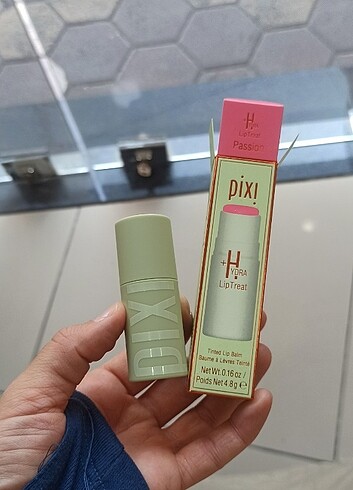 +HYDRA
LipTreat
Passion
pixi
+HYDRA
LipTreat
Tinted Lip Balm
Baume à Lèvres Teinté
Net Wt. 0.16 oz /
Poids Net 4.8g ℮
PIXI